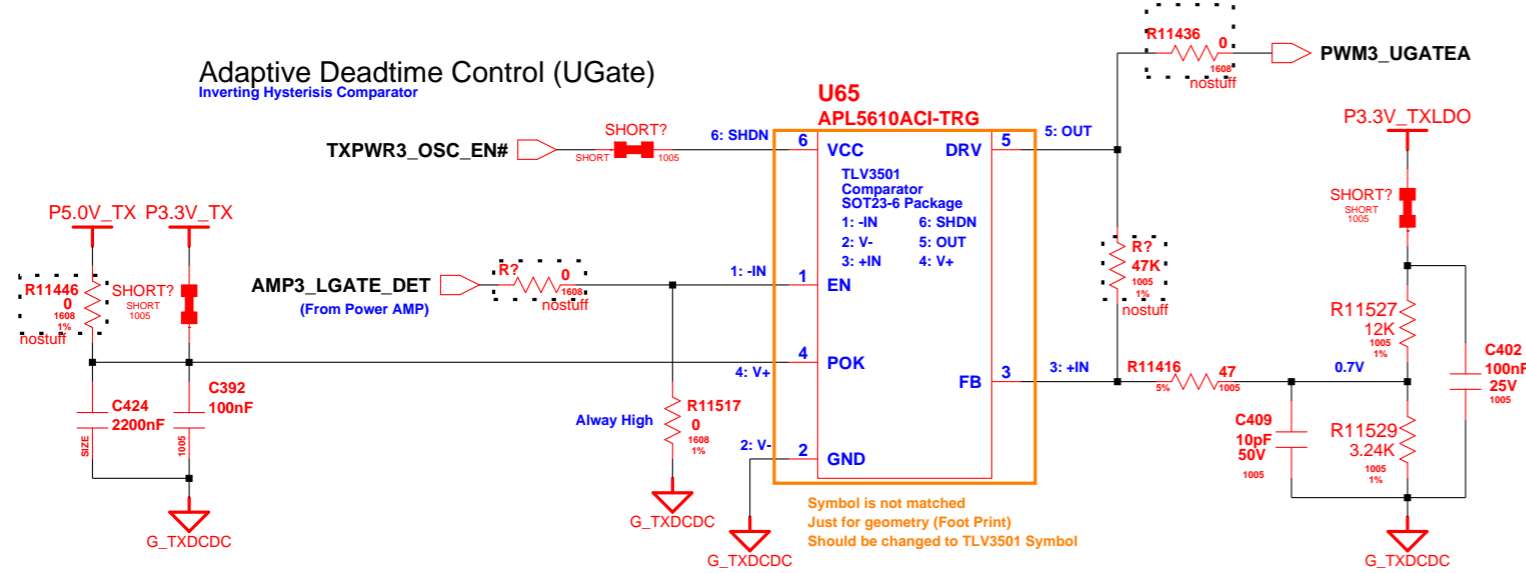 Adaptive Deadtime Control (UGate)
Inverting Hysterisis Comparator
R11436
0
1608
nostuff
PWM3_UGATEA
U65
APL5610ACI-TRG
TXPWR3_OSC_EN#
SHORT?
SHORT
1005
6: SHDN
6
VCC
DRV
5
5: OUT
TLV3501
Comparator
SOT23-6 Package
1: -IN
6: SHDN
2: V-
5: OUT
3: +IN
4: V+
P3.3V_TXLDO
SHORT?
SHORT
1005
P5.0V_TX
P3.3V_TX
R11446
0
1608
1%
nostuff
SHORT?
SHORT
1005
AMP3_LGATE_DET
(From Power AMP)
R?
0
1608
nostuff
1: -IN
1
EN
R?
47K
1005
1%
nostuff
R11527
12K
1005
1%
C402
100nF
25V
1005
4: V+
4
POK
FB
3
3: +IN
R11416
5%
47
1005
0.7V
C424
2200nF
SIZE
C392
100nF
1005
Alway High
R11517
0
1608
1%
2: V-
2
GND
C409
10pF
50V
1005
R11529
3.24K
1005
1%
G_TXDCDC
G_TXDCDC
G_TXDCDC
G_TXDCDC
Symbol is not matched
Just for geometry (Foot Print)
Should be changed to TLV3501 Symbol